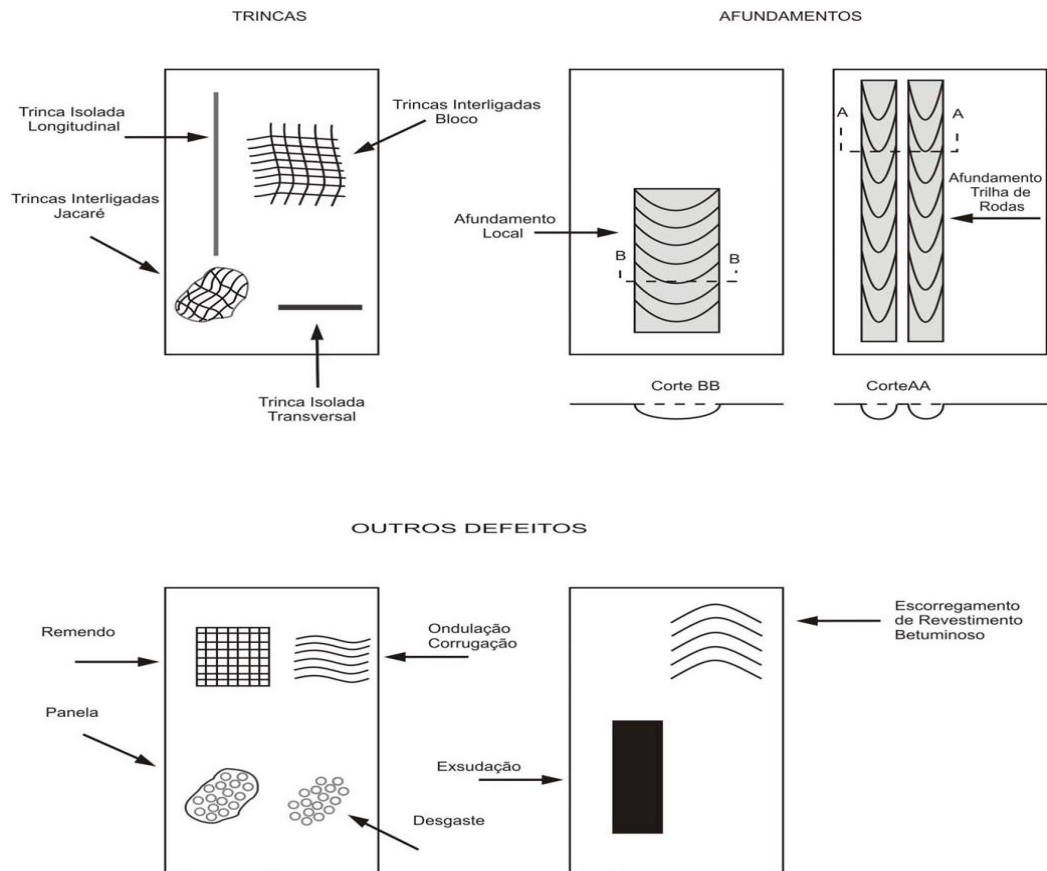 TRINCAS
AFUNDAMENTOS
Trinca Isolada
Longitudinal
Trincas Interligadas
Bloco
Trincas Interligadas
Jacaré
Trinca Isolada
Transversal
Afundamento
Local
B
B
Corte BB
A
A
Afundamento
Trilha de
Rodas
CorteAA
OUTROS DEFEITOS
Remendo
Ondulação
Corrugação
Panela
Desgaste
Escorregamento
de Revestimento
Betuminoso
Exsudação